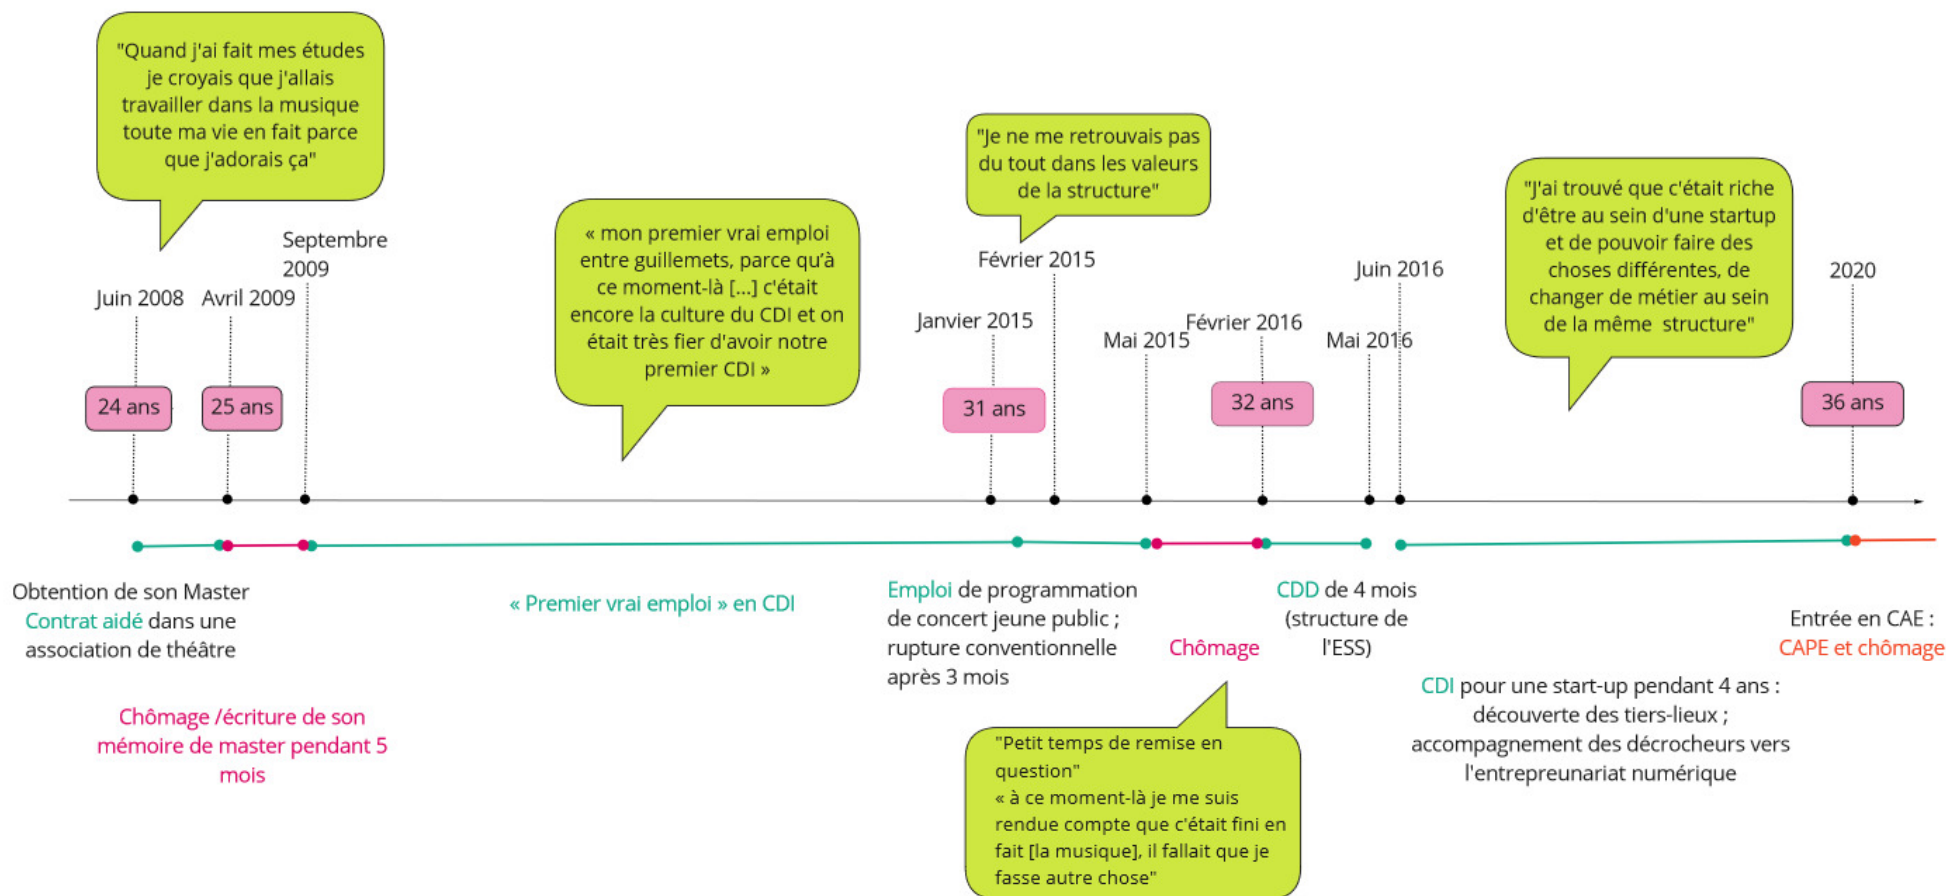 "Quand j'ai fait mes études
je croyais que j'allais
travailler dans la musique
toute ma vie en fait parce
que j'adorais ça"
« mon premier vrai emploi
entre guillemets, parce qu'à
ce moment-là [...] c'était
encore la culture du CDI et on
était très fier d'avoir notre
premier CDI »
"Je ne me retrouvais pas
du tout dans les valeurs
de la structure"
"J'ai trouvé que c'était riche
d'être au sein d'une startup
et de pouvoir faire des
choses différentes, de
changer de métier au sein
de la même structure"
Juin 2008
Avril 2009
Septembre
2009
Janvier 2015
Février 2015
Mai 2015
Février 2016
Mai 2016
Juin 2016
2020
24 ans
25 ans
31 ans
32 ans
36 ans
Obtention de son Master
Contrat aidé dans une
association de théâtre
Chômage /écriture de son
mémoire de master pendant 5
mois
« Premier vrai emploi » en CDI
Emploi de programmation
de concert jeune public ;
rupture conventionnelle
après 3 mois
Chômage
CDD de 4 mois
(structure de
l'ESS)
"Petit temps de remise en
question"
« à ce moment-là je me suis
rendue compte que c'était fini en
fait [la musique], il fallait que je
fasse autre chose"
CDI pour une start-up pendant 4 ans :
découverte des tiers-lieux ;
accompagnement des décrocheurs vers
l'entrepreunariat numérique
Entrée en CAE :
CAPE et chômage